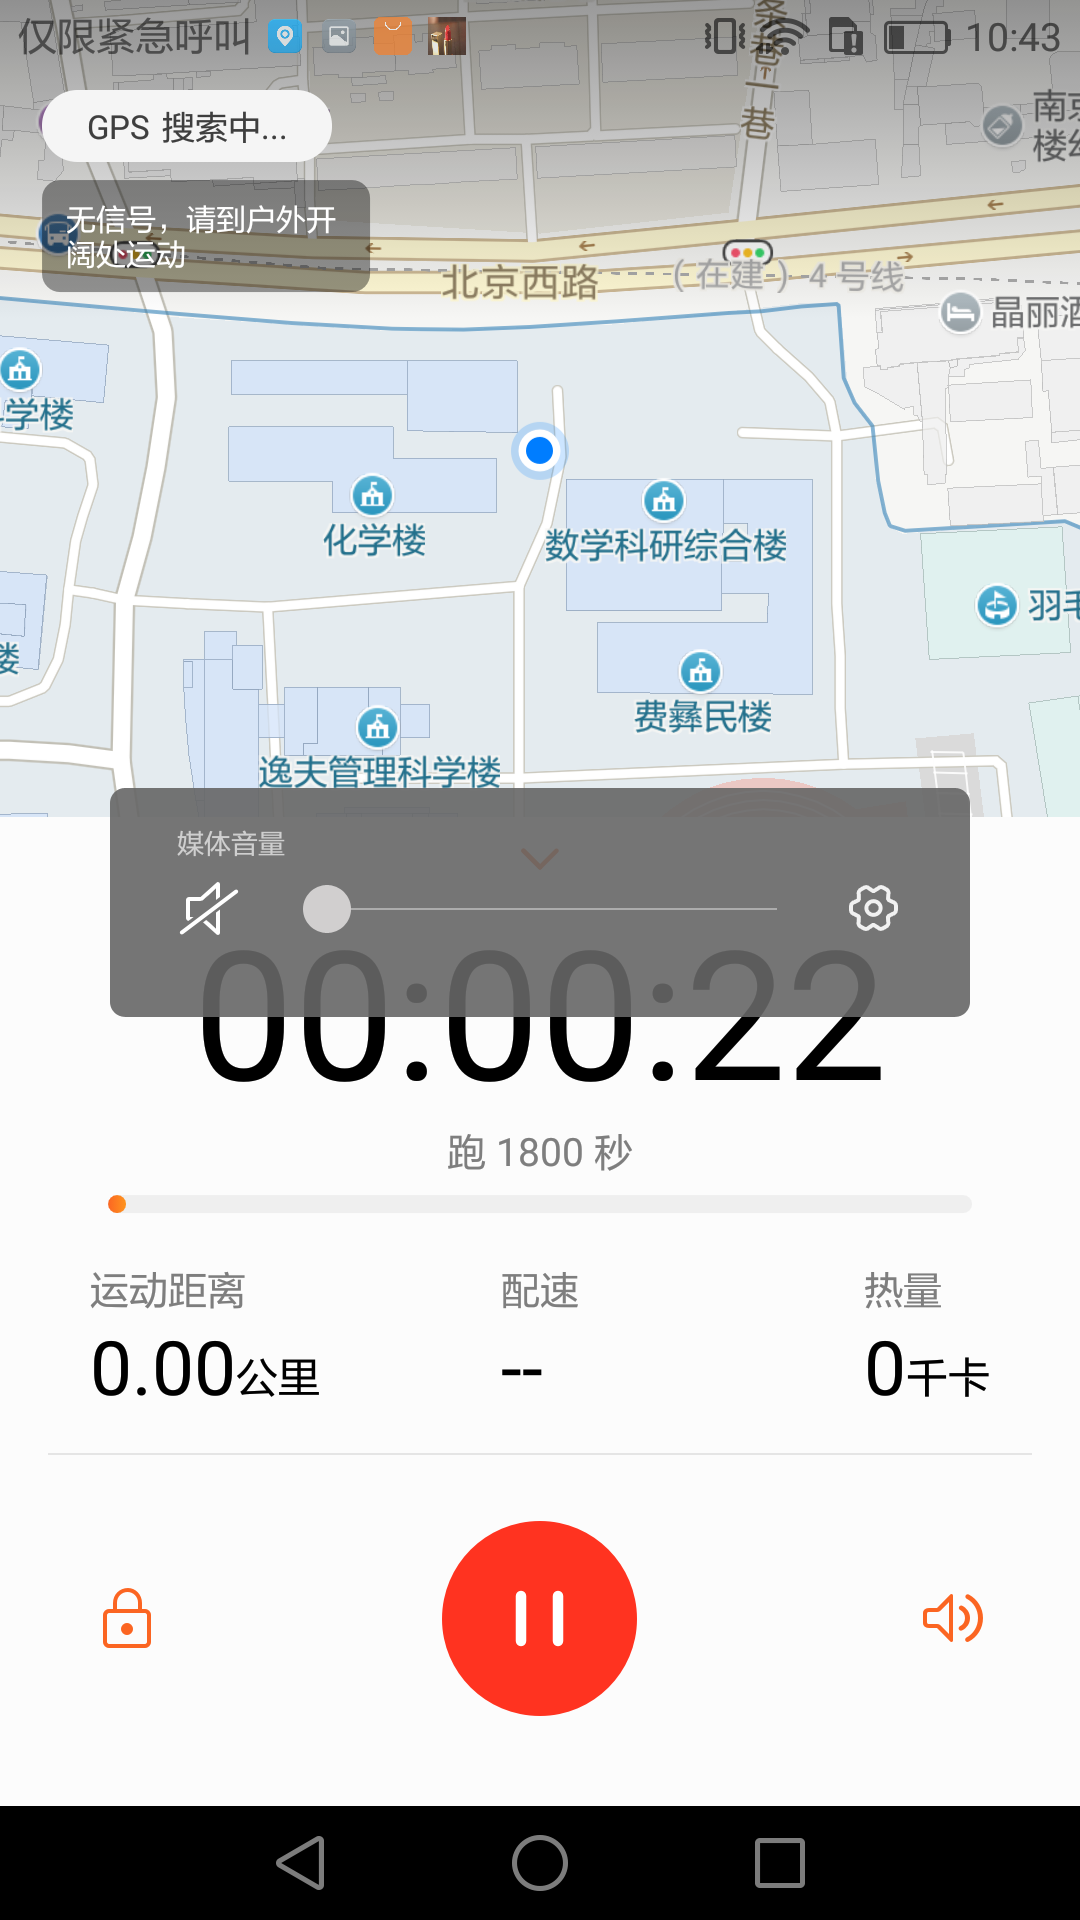 仅限紧急呼叫
10:43
条巷二巷
GPS 搜索中...
无信号，请到户外开
阔处运动
北京西路
（在建）4号线
晶丽酒
学楼
化学楼
数学科研综合楼
羽毛
楼
费彝民楼
逸夫管理科学楼
媒体音量
00:00:22
跑 1800 秒
运动距离
配速
热量
0.00公里
--
0千卡